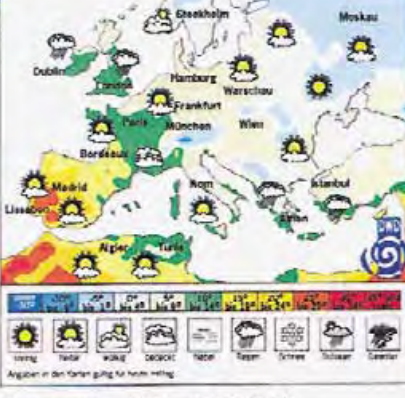 Stockholm
Moskau
Dublin
London
Hamburg
Warschau
Frankfurt
Paris
München
Wien
Bordeaux
Madrid
Rom
Istanbul
Lissabon
Athen
Algier
Tunis
sonnig heiter wolkig bedeckt Nebel Regen Schnee Schauer Gewitter
Angaben in den Karten gültig für heute mittag